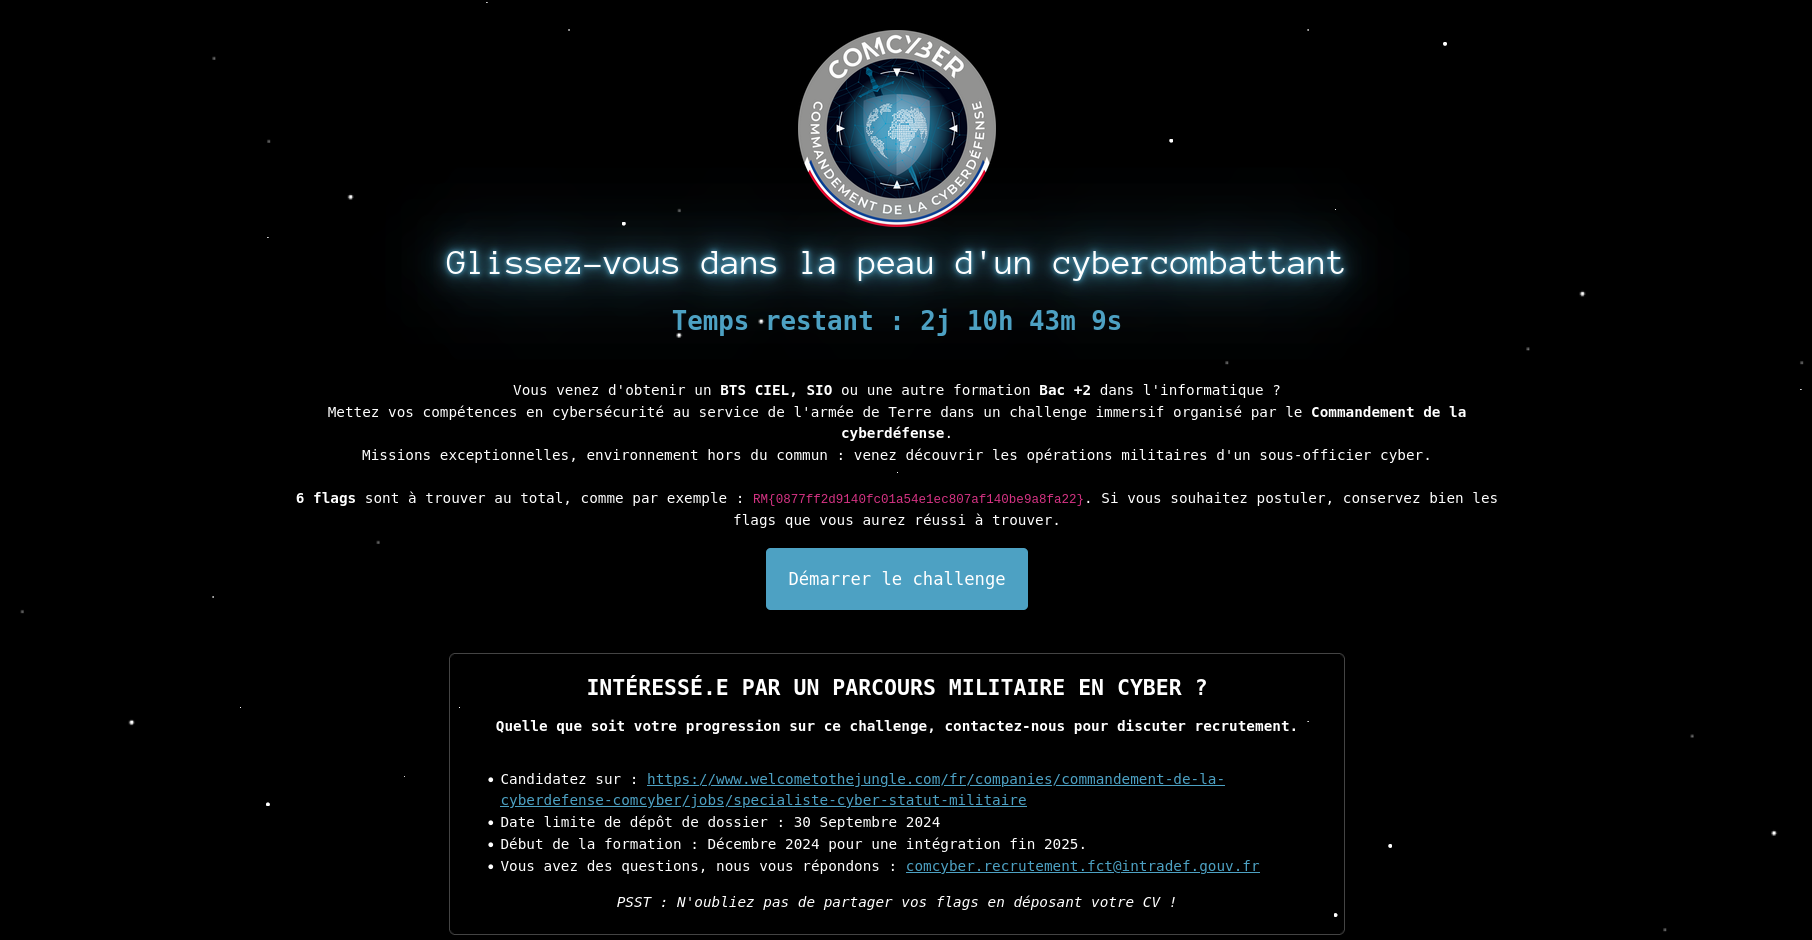 COMCYBER
COMMANDEMENT DE LA CYBERDÉFENSE
Glissez-vous dans la peau d'un cybercombattant
Temps restant : 2j 10h 43m 9s
Vous venez d'obtenir un BTS CIEL, SIO ou une autre formation Bac +2 dans l'informatique ?
Mettez vos compétences en cybersécurité au service de l'armée de Terre dans un challenge immersif organisé par le Commandement de la
cyberdéfense.
Missions exceptionnelles, environnement hors du commun : venez découvrir les opérations militaires d'un sous-officier cyber.
6 flags sont à trouver au total, comme par exemple : RM{0877ff2d9140fc01a54e1ec807af140be9a8fa22}. Si vous souhaitez postuler, conservez bien les
flags que vous aurez réussi à trouver.
Démarrer le challenge
INTÉRESSÉ.E PAR UN PARCOURS MILITAIRE EN CYBER ?
Quelle que soit votre progression sur ce challenge, contactez-nous pour discuter recrutement.
• Candidatez sur : https://www.welcometothejungle.com/fr/companies/commandement-de-la-
cyberdefense-comcyber/jobs/specialiste-cyber-statut-militaire
• Date limite de dépôt de dossier : 30 Septembre 2024
• Début de la formation : Décembre 2024 pour une intégration fin 2025.
• Vous avez des questions, nous vous répondons : comcyber.recrutement.fct@intradef.gouv.fr
PSST : N'oubliez pas de partager vos flags en déposant votre CV !